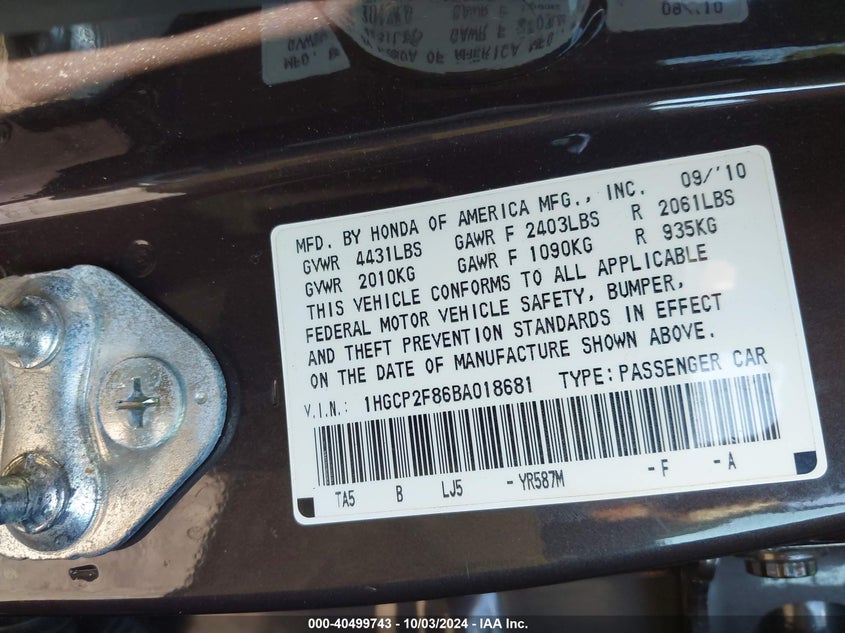 MFD. BY HONDA OF AMERICA MFG., INC. 09/'10
GVWR 4431LBS GAWR F 2403LBS R 2061LBS
GVWR 2010KG GAWR F 1090KG R 935KG
THIS VEHICLE CONFORMS TO ALL APPLICABLE
FEDERAL MOTOR VEHICLE SAFETY, BUMPER,
AND THEFT PREVENTION STANDARDS IN EFFECT
ON THE DATE OF MANUFACTURE SHOWN ABOVE.
V.I.N.: 1HGCP2F86BA018681 TYPE:PASSENGER CAR
TA5 B LJ5 -YR587M -F -A
000-40499743 - 10/03/2024 - IAA Inc.